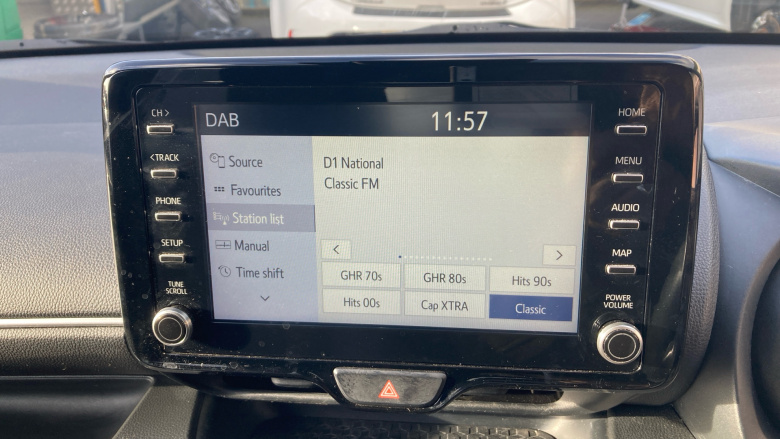 CH >
< TRACK
PHONE
SETUP
TUNE
SCROLL
DAB
11:57
Source
Favourites
Station list
Manual
Time shift
D1 National
Classic FM
<
>
GHR 70s
GHR 80s
Hits 90s
Hits 00s
Cap XTRA
Classic
HOME
MENU
AUDIO
MAP
POWER
VOLUME